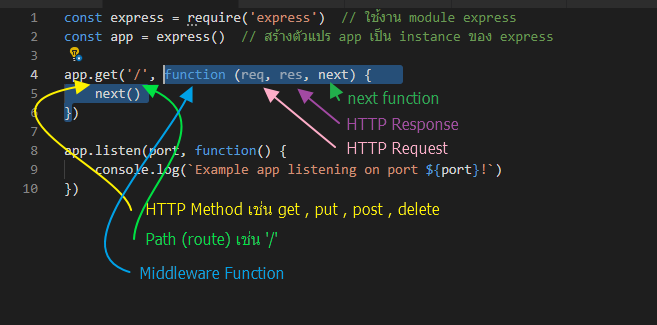 1 const express = require('express') // ใช้งาน module express
2 const app = express() // สร้างตัวแปร app เป็น instance ของ express
3
4 app.get('/', function (req, res, next) {
5 next()
6 })
next function
HTTP Response
7
HTTP Request
8 app.listen(port, function() {
9 console.log(`Example app listening on port ${port}!`)
10 })
HTTP Method เช่น get , put , post , delete
Path (route) เช่น '/'
Middleware Function